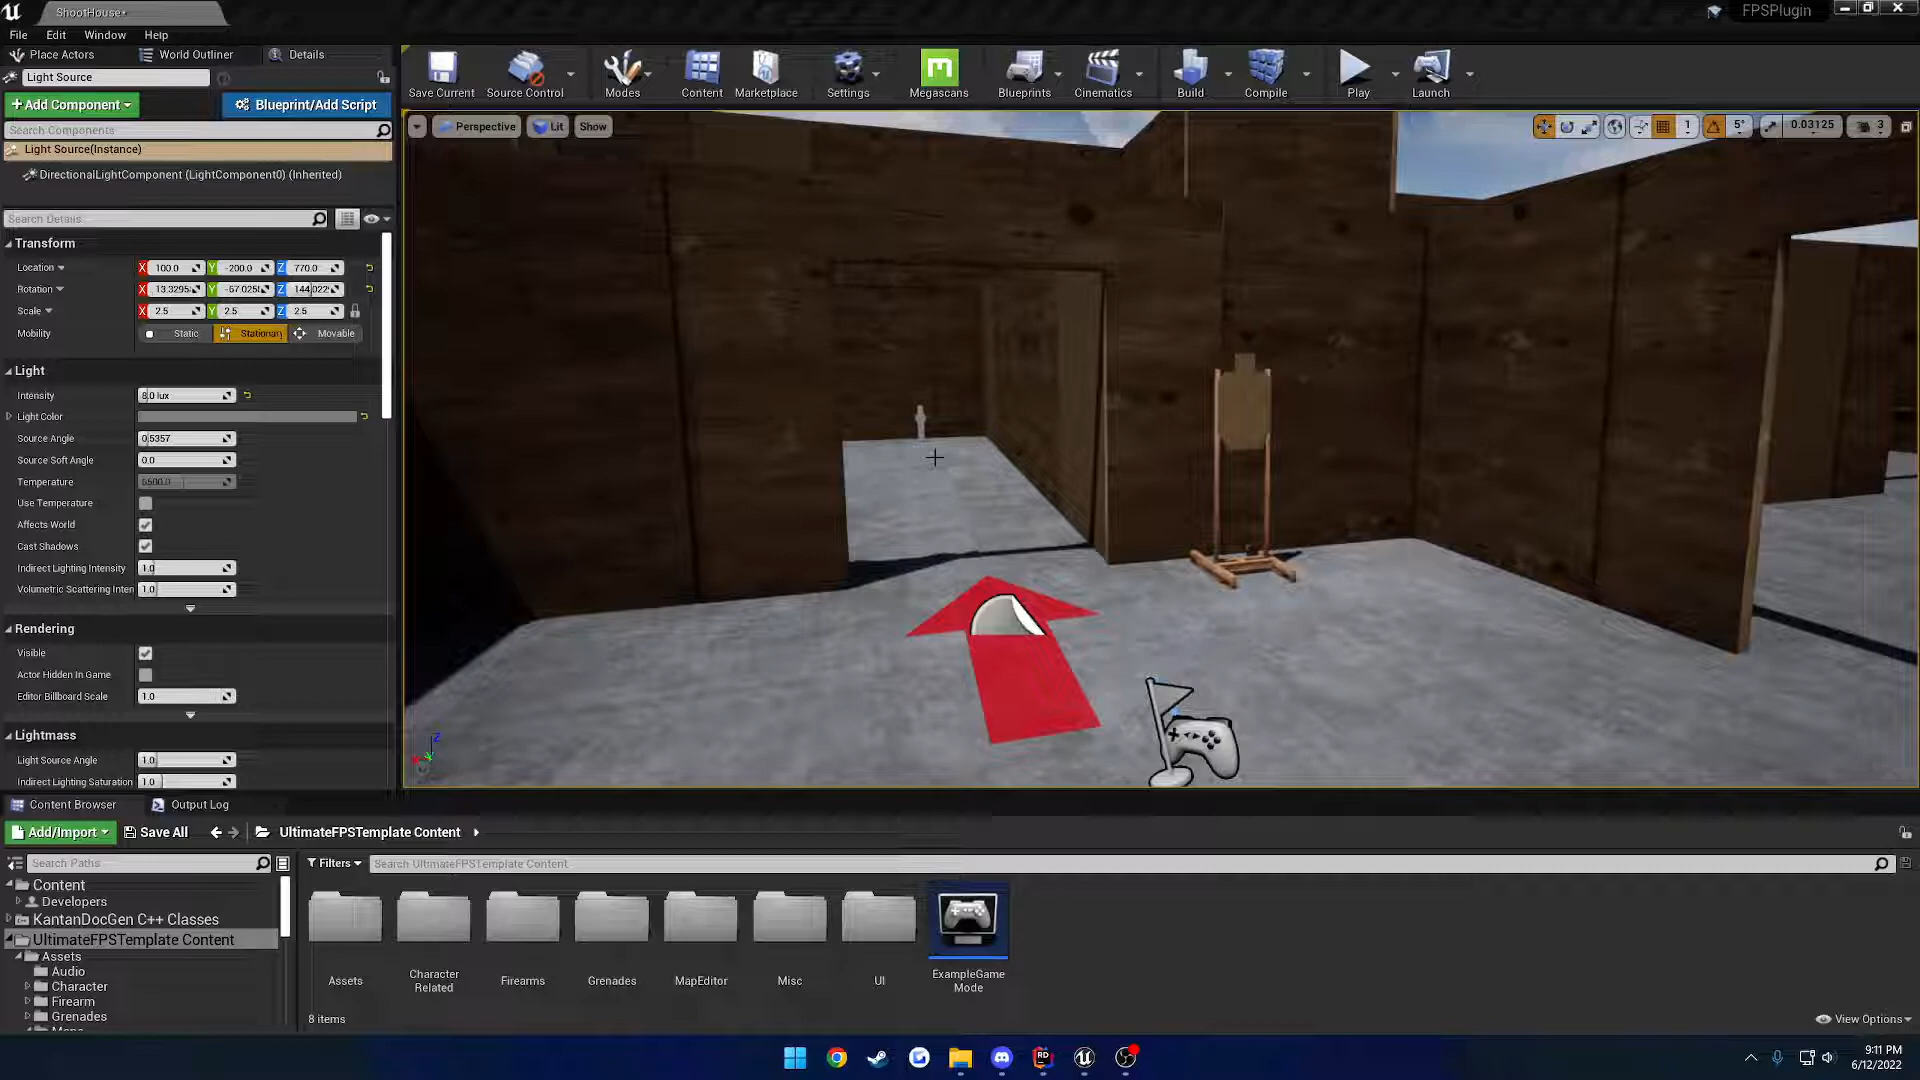 ShootHouse•
FPSPlugin
File Edit Window Help
Place Actors World Outliner Details
Light Source
Add Component Blueprint/Add Script
Search Components
Light Source(Instance)
DirectionalLightComponent (LightComponent0) (Inherited)
Search Details
Save Current Source Control Modes Content Marketplace Settings Megascans Blueprints Cinematics Build Compile Play Launch
Perspective Lit Show
1 5° 0.03125 3
Transform
Location X 100.0 Y -200.0 Z 770.0
Rotation X 13.3295 Y Z
Scale X 2.5 Y 2.5 Z 2.5
Mobility Static Stationary Movable
Light
Intensity 8.0 lux
Light Color
Source Angle 0.5357
Source Soft Angle 0.0
Temperature 6500.0
Use Temperature
Affects World
Cast Shadows
Indirect Lighting Intensity 1.0
Volumetric Scattering Inten 1.0
Rendering
Visible
Actor Hidden In Game
Editor Billboard Scale 1.0
Lightmass
Light Source Angle 1.0
Indirect Lighting Saturation 1.0
Content Browser Output Log
Add/Import Save All UltimateFPSTemplate Content
Search Paths
Filters Search UltimateFPSTemplate Content
Content
Developers
KantanDocGen C++ Classes
UltimateFPSTemplate Content
Assets
Audio
Character
Firearm
Grenades
Assets
Character Related
Firearms
Grenades
MapEditor
Misc
UI
ExampleGame Mode
8 items
View Options
RD
9:11 PM
6/12/2022